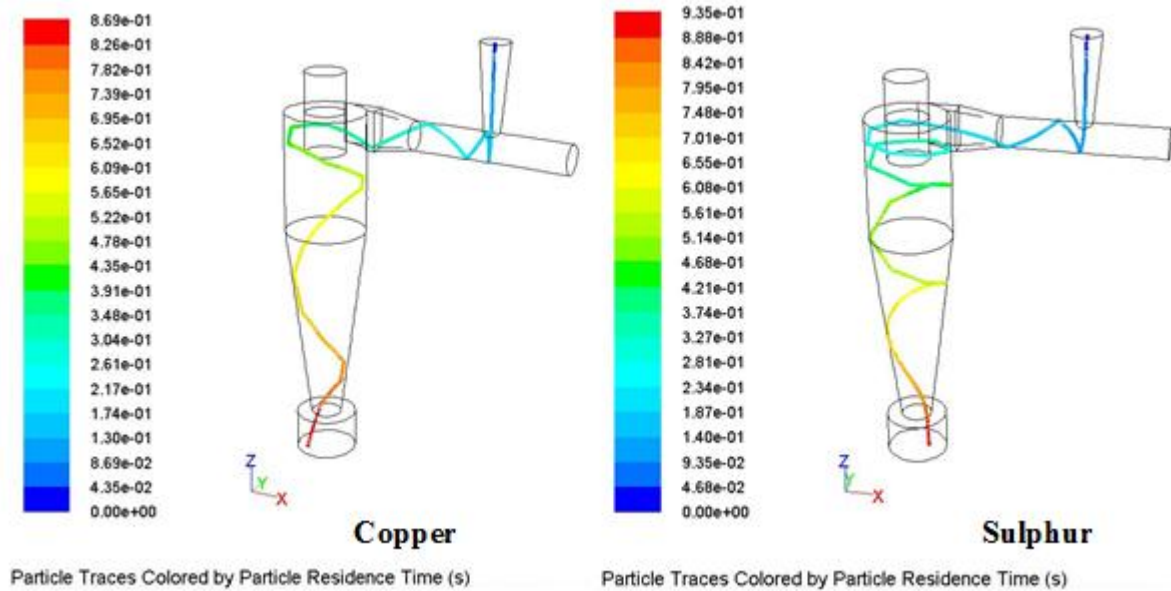 8.69e-01
8.26e-01
7.82e-01
7.39e-01
6.95e-01
6.52e-01
6.09e-01
5.65e-01
5.22e-01
4.78e-01
4.35e-01
3.91e-01
3.48e-01
3.04e-01
2.61e-01
2.17e-01
1.74e-01
1.30e-01
8.69e-02
4.35e-02
0.00e+00
Z
Y
X
Copper
Particle Traces Colored by Particle Residence Time (s)
9.35e-01
8.88e-01
8.42e-01
7.95e-01
7.48e-01
7.01e-01
6.55e-01
6.08e-01
5.61e-01
5.14e-01
4.68e-01
4.21e-01
3.74e-01
3.27e-01
2.81e-01
2.34e-01
1.87e-01
1.40e-01
9.35e-02
4.68e-02
0.00e+00
Z
Y
X
Sulphur
Particle Traces Colored by Particle Residence Time (s)